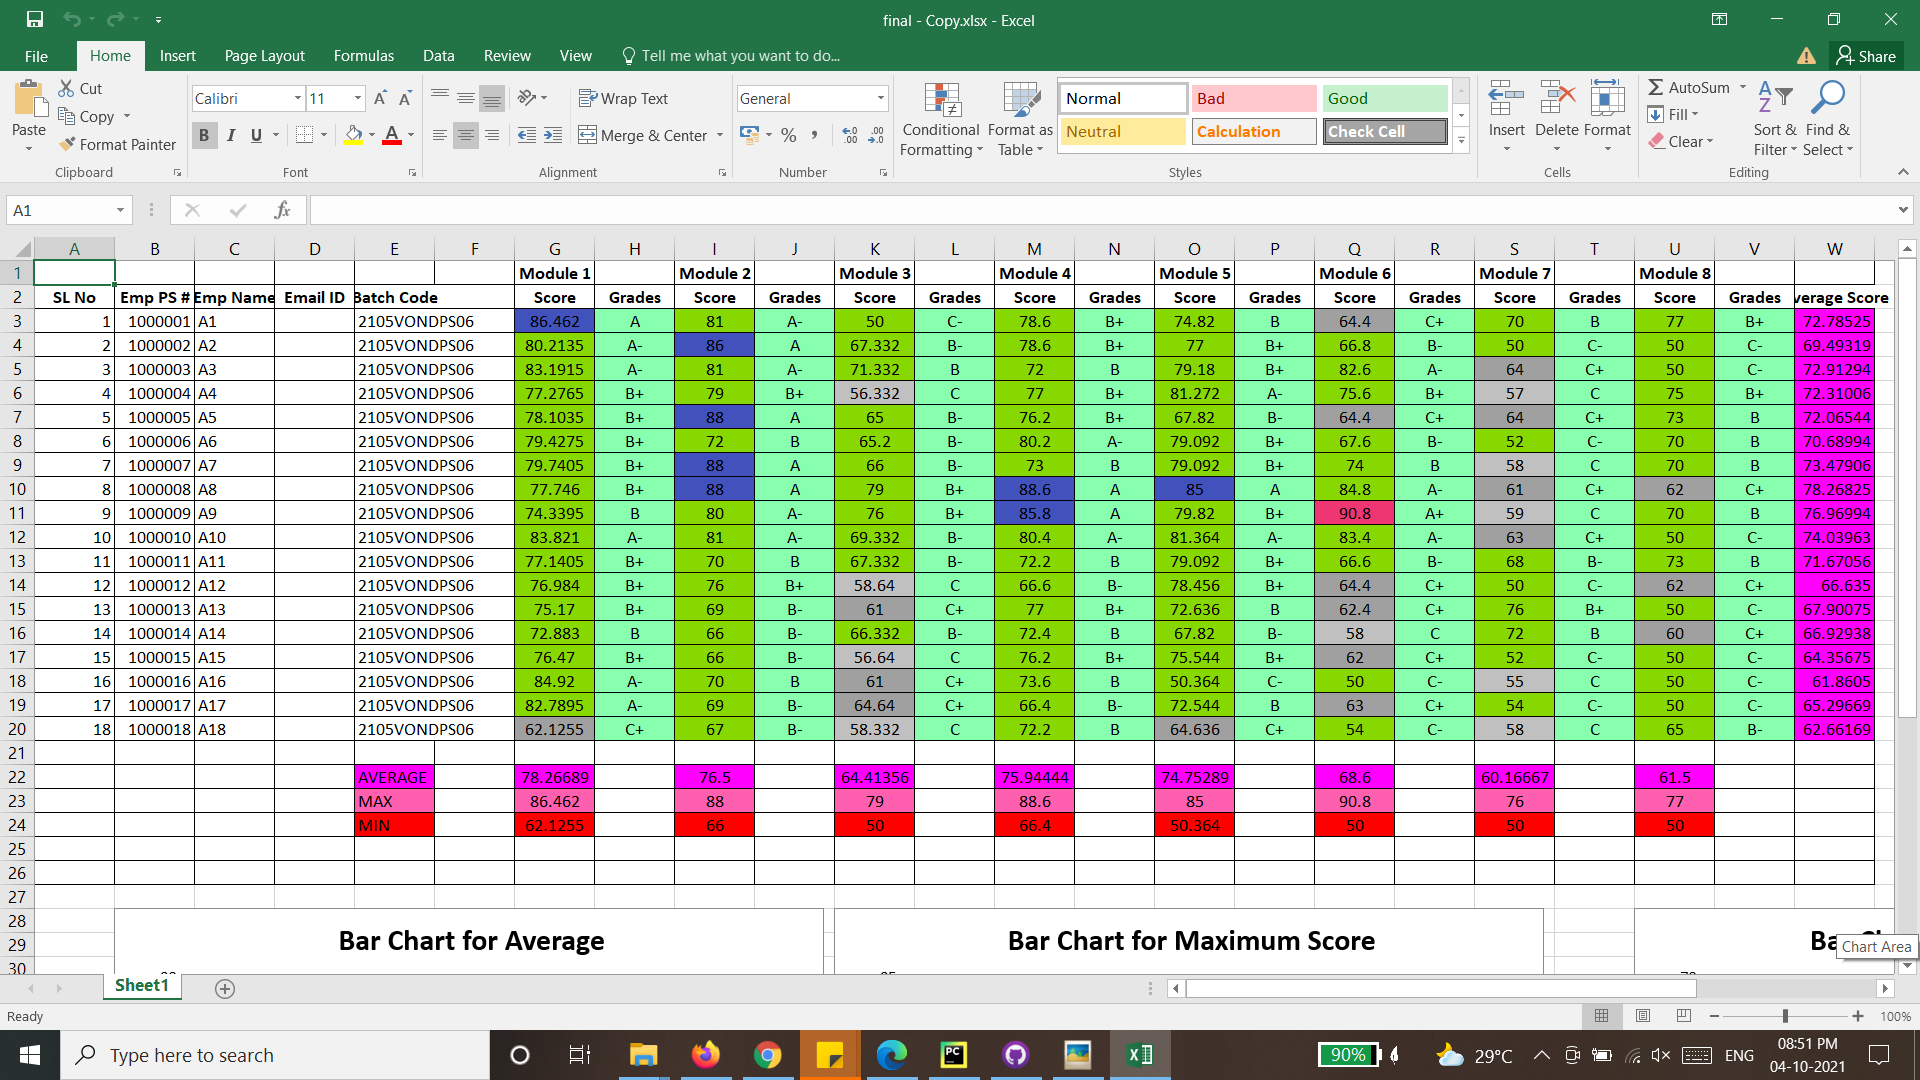 final - Copy.xlsx - Excel
File Home Insert Page Layout Formulas Data Review View Tell me what you want to do... Share
Paste Cut Copy Format Painter Clipboard
Calibri 11 B I U Font
Wrap Text Merge & Center Alignment
General % Number
Conditional Formatting Format as Table
Normal Bad Good
Neutral Calculation Check Cell
Styles
Insert Delete Format Cells
AutoSum Fill Clear Sort & Filter Find & Select Editing
A1 fx
A B C D E F G H I J K L M N O P Q R S T U V W
1 Module 1 Module 2 Module 3 Module 4 Module 5 Module 6 Module 7 Module 8
2 SL No Emp PS # Emp Name Email ID Batch Code Score Grades Score Grades Score Grades Score Grades Score Grades Score Grades Score Grades Score Grades verage Score
3 1 1000001 A1 2105VONDPS06 86.462 A 81 A- 50 C- 78.6 B+ 74.82 B 64.4 C+ 70 B 77 B+ 72.78525
4 2 1000002 A2 2105VONDPS06 80.2135 A- 86 A 67.332 B- 78.6 B+ 77 B+ 66.8 B- 50 C- 50 C- 69.49319
5 3 1000003 A3 2105VONDPS06 83.1915 A- 81 A- 71.332 B 72 B 79.18 B+ 82.6 A- 64 C+ 50 C- 72.91294
6 4 1000004 A4 2105VONDPS06 77.2765 B+ 79 B+ 56.332 C 77 B+ 81.272 A- 75.6 B+ 57 C 75 B+ 72.31006
7 5 1000005 A5 2105VONDPS06 78.1035 B+ 88 A 65 B- 76.2 B+ 67.82 B- 64.4 C+ 64 C+ 73 B 72.06544
8 6 1000006 A6 2105VONDPS06 79.4275 B+ 72 B 65.2 B- 80.2 A- 79.092 B+ 67.6 B- 52 C- 70 B 70.68994
9 7 1000007 A7 2105VONDPS06 79.7405 B+ 88 A 66 B- 73 B 79.092 B+ 74 B 58 C 70 B 73.47906
10 8 1000008 A8 2105VONDPS06 77.746 B+ 88 A 79 B+ 88.6 A 85 A 84.8 A- 61 C+ 62 C+ 78.26825
11 9 1000009 A9 2105VONDPS06 74.3395 B 80 A- 76 B+ 85.8 A 79.82 B+ 90.8 A+ 59 C 70 B 76.96994
12 10 1000010 A10 2105VONDPS06 83.821 A- 81 A- 69.332 B- 80.4 A- 81.364 A- 83.4 A- 63 C+ 50 C- 74.03963
13 11 1000011 A11 2105VONDPS06 77.1405 B+ 70 B 67.332 B- 72.2 B 79.092 B+ 66.6 B- 68 B- 73 B 71.67056
14 12 1000012 A12 2105VONDPS06 76.984 B+ 76 B+ 58.64 C 66.6 B- 78.456 B+ 64.4 C+ 50 C- 62 C+ 66.635
15 13 1000013 A13 2105VONDPS06 75.17 B+ 69 B- 61 C+ 77 B+ 72.636 B 62.4 C+ 76 B+ 50 C- 67.90075
16 14 1000014 A14 2105VONDPS06 72.883 B 66 B- 66.332 B- 72.4 B 67.82 B- 58 C 72 B 60 C+ 66.92938
17 15 1000015 A15 2105VONDPS06 76.47 B+ 66 B- 56.64 C 76.2 B+ 75.544 B+ 62 C+ 52 C- 50 C- 64.35675
18 16 1000016 A16 2105VONDPS06 84.92 A- 70 B 61 C+ 73.6 B 50.364 C- 50 C- 55 C 50 C- 61.8605
19 17 1000017 A17 2105VONDPS06 82.7895 A- 69 B- 64.64 C+ 66.4 B- 72.544 B 63 C+ 54 C- 50 C- 65.29669
20 18 1000018 A18 2105VONDPS06 62.1255 C+ 67 B- 58.332 C 72.2 B 64.636 C+ 54 C- 58 C 65 B- 62.66169
21
22 AVERAGE 78.26689 76.5 64.41356 75.94444 74.75289 68.6 60.16667 61.5
23 MAX 86.462 88 79 88.6 85 90.8 76 77
24 MIN 62.1255 66 50 66.4 50.364 50 50 50
25
26
27
28
29 Bar Chart for Average Bar Chart for Maximum Score Ba
Chart Area
30
Sheet1
Ready 100%
Type here to search PC 90% 29°C ENG 08:51 PM
04-10-2021